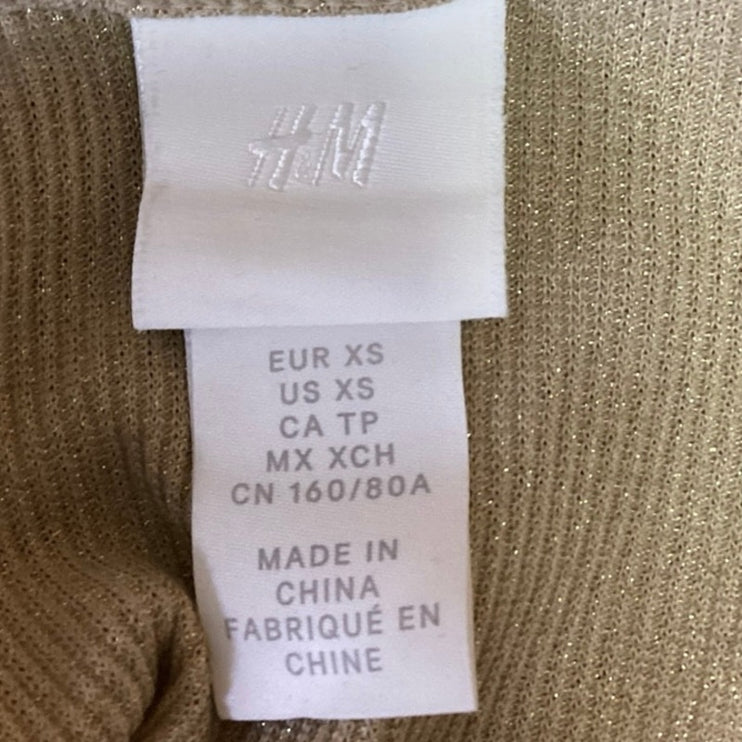 H&M
EUR XS
US XS
CA TP
MX XCH
CN 160/80A
MADE IN
CHINA
FABRIQUÉ EN
CHINE